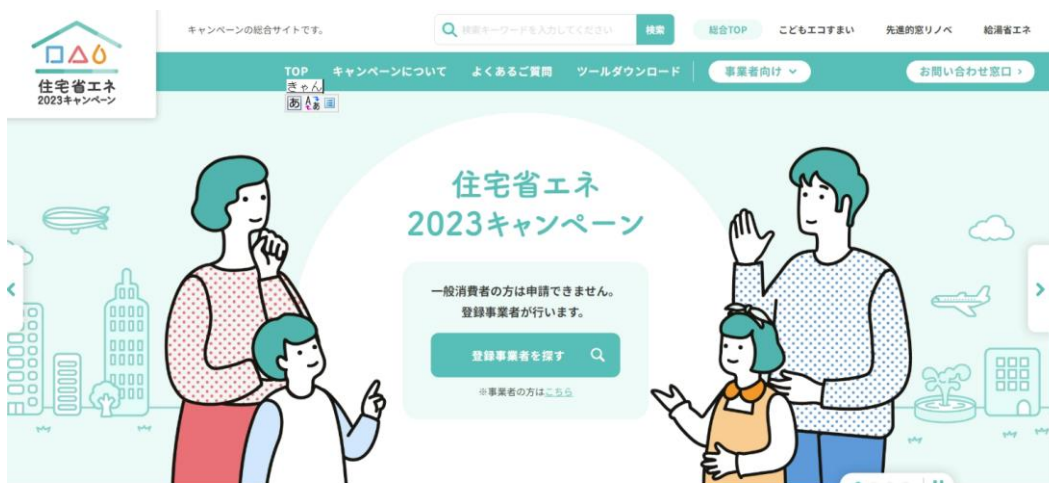 キャンペーンの総合サイトです。
検索キーワードを入力してください
検索
総合TOP
こどもエコすまい
先進的窓リノベ
給湯省エネ
住宅省エネ
2023キャンペーン
TOP
キャンペーンについて
よくあるご質問
ツールダウンロード
事業者向け
お問い合わせ窓口
きゃん
あ
住宅省エネ
2023キャンペーン
一般消費者の方は申請できません。
登録事業者が行います。
登録事業者を探す
※事業者の方はこちら